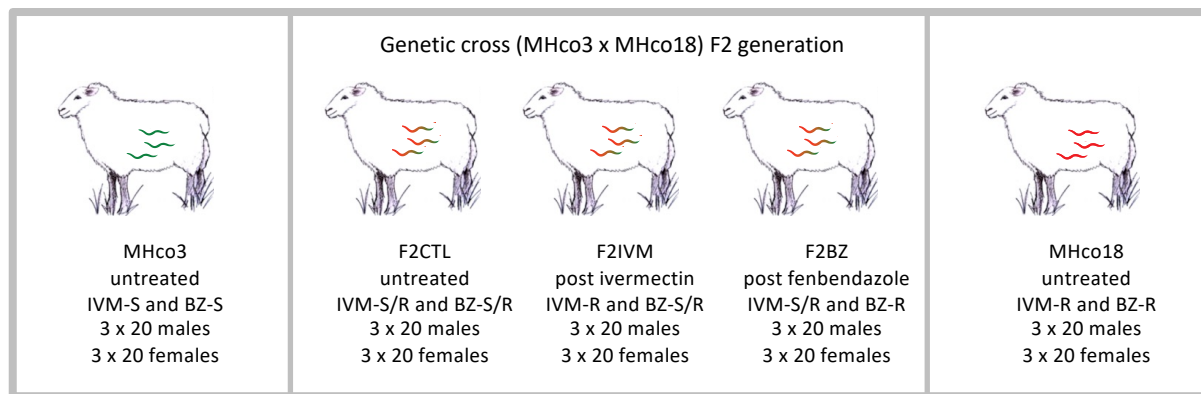 Genetic cross (MHco3 x MHco18) F2 generation
MHco3
untreated
IVM-S and BZ-S
3 x 20 males
3 x 20 females
F2CTL
untreated
IVM-S/R and BZ-S/R
3 x 20 males
3 x 20 females
F2IVM
post ivermectin
IVM-R and BZ-S/R
3 x 20 males
3 x 20 females
F2BZ
post fenbendazole
IVM-S/R and BZ-R
3 x 20 males
3 x 20 females
MHco18
untreated
IVM-R and BZ-R
3 x 20 males
3 x 20 females